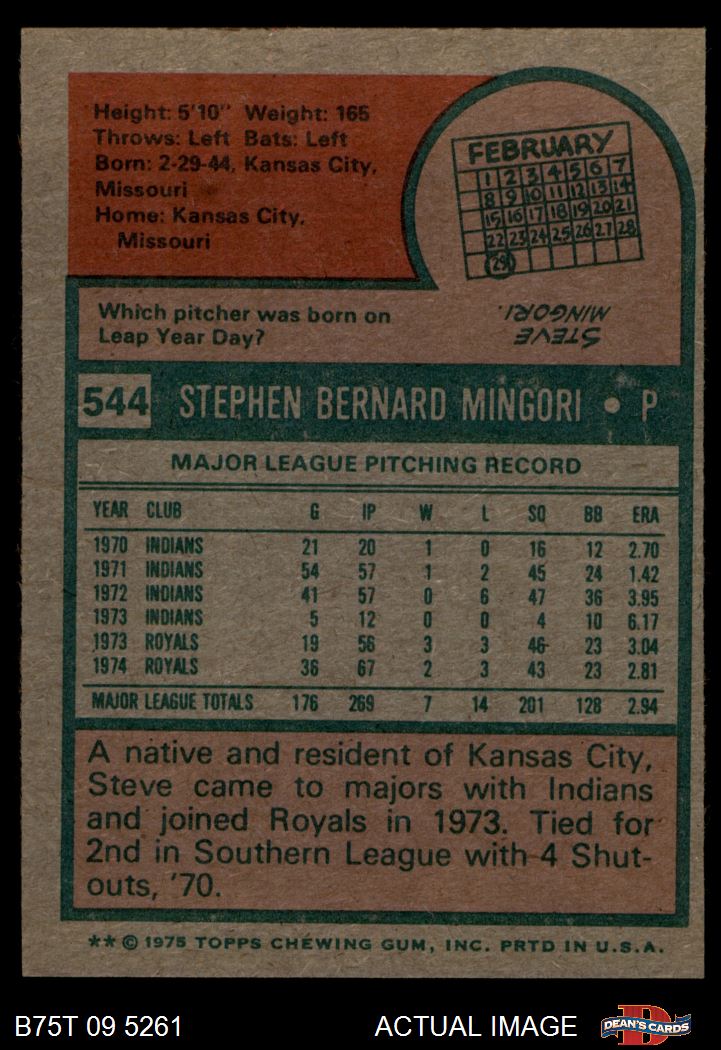 Height: 5'10" Weight: 165
Throws: Left Bats: Left
Born: 2-29-44, Kansas City,
Missouri
Home: Kansas City,
Missouri
FEBRUARY
1 2 3 4 5 6 7
8 9 10 11 12 13 14
15 16 17 18 19 20 21
22 23 24 25 26 27 28
29
Which pitcher was born on
Leap Year Day?
STEVE
MINGORI.
544 STEPHEN BERNARD MINGORI • P
MAJOR LEAGUE PITCHING RECORD
YEAR CLUB G IP W L SO BB ERA
1970 INDIANS 21 20 1 0 16 12 2.70
1971 INDIANS 54 57 1 2 45 24 1.42
1972 INDIANS 41 57 0 6 47 36 3.95
1973 INDIANS 5 12 0 0 4 10 6.17
1973 ROYALS 19 56 3 3 46 23 3.04
1974 ROYALS 36 67 2 3 43 23 2.81
MAJOR LEAGUE TOTALS 176 269 7 14 201 128 2.94
A native and resident of Kansas City,
Steve came to majors with Indians
and joined Royals in 1973. Tied for
2nd in Southern League with 4 Shut-
outs, '70.
** © 1975 TOPPS CHEWING GUM, INC. PRTD IN U.S.A.
B75T 09 5261 ACTUAL IMAGE
D
DEAN'S CARDS